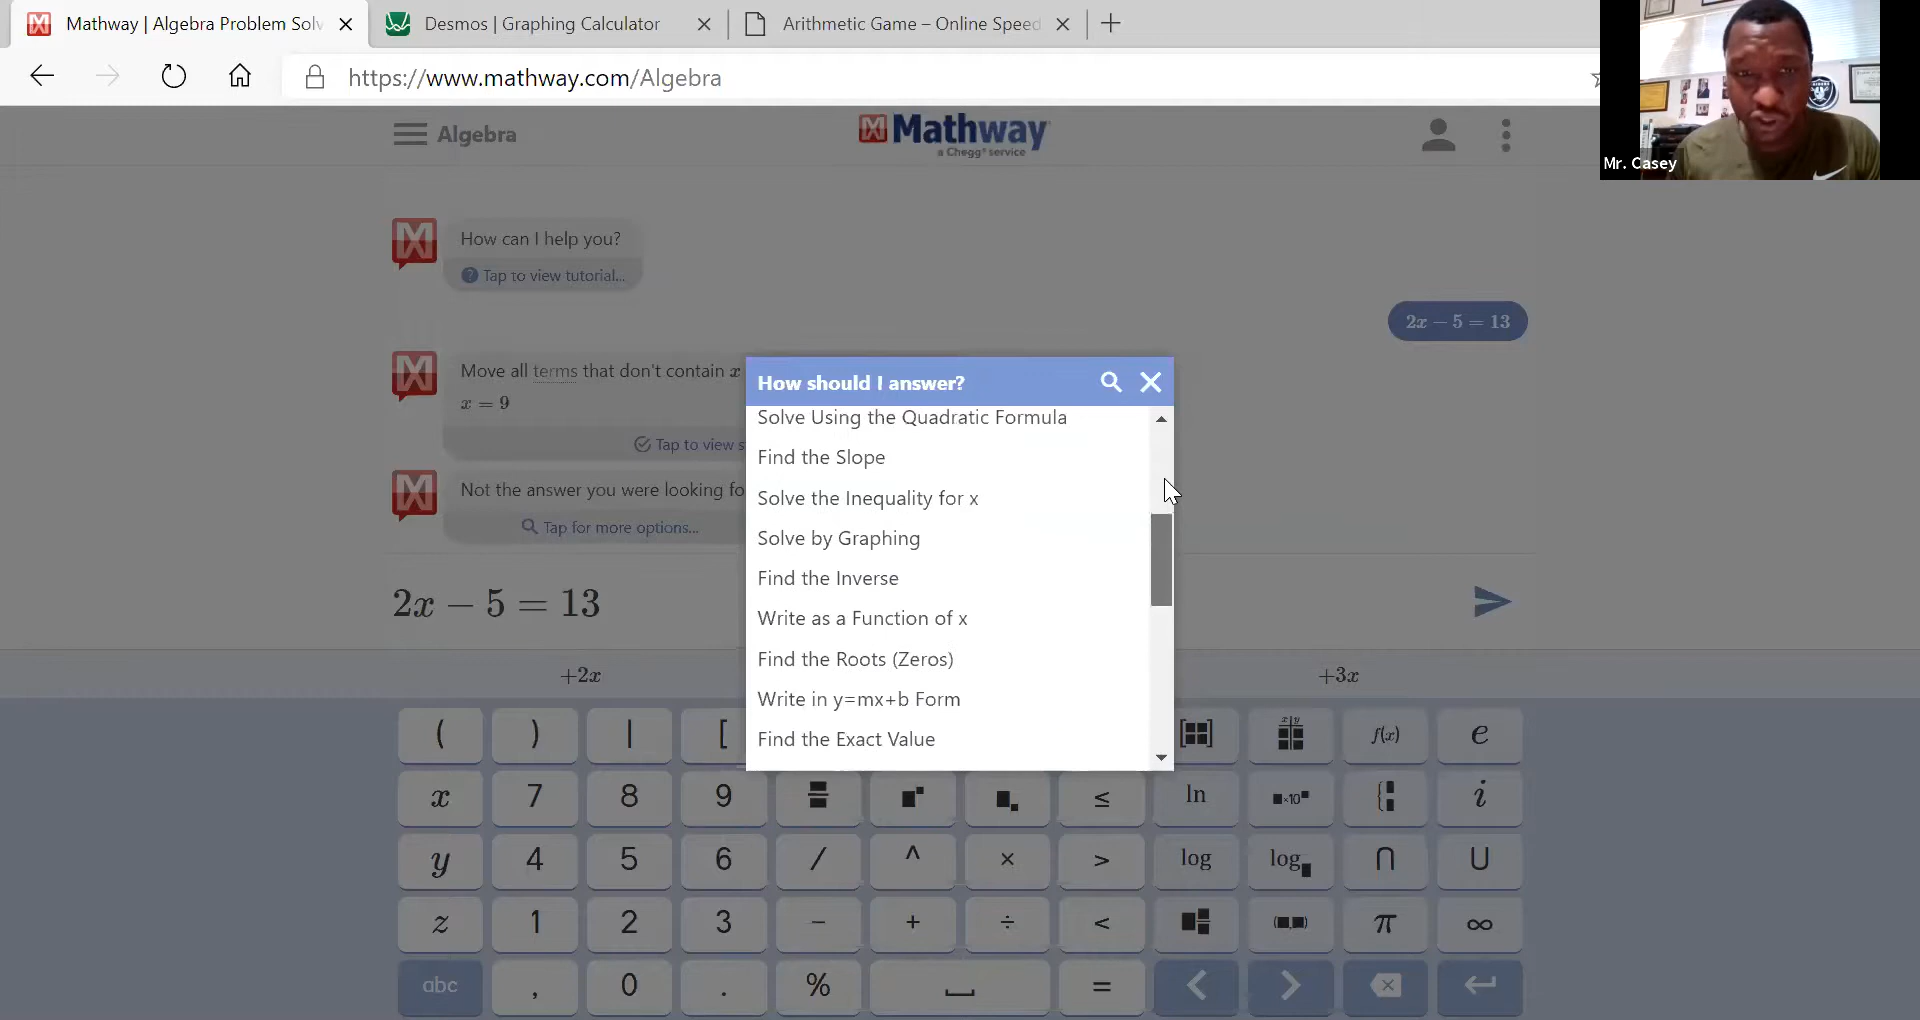 Mathway | Algebra Problem Solv
Desmos | Graphing Calculator
Arithmetic Game – Online Speed
https://www.mathway.com/Algebra
Mr. Casey
Algebra
Mathway
a Chegg® service
How can I help you?
Tap to view tutorial...
2x − 5 = 13
Move all terms that don't contain x
x = 9
Tap to view s
Not the answer you were looking fo
Tap for more options...
How should I answer?
Solve Using the Quadratic Formula
Find the Slope
Solve the Inequality for x
Solve by Graphing
Find the Inverse
Write as a Function of x
Find the Roots (Zeros)
Write in y=mx+b Form
Find the Exact Value
2x − 5 = 13
+2x +3x
( ) | [ f(x) e
x 7 8 9 ≤ ln ×10 i
y 4 5 6 / ^ × > log log ∩ ∪
z 1 2 3 − + ÷ < (,) π ∞
abc , 0 . % =